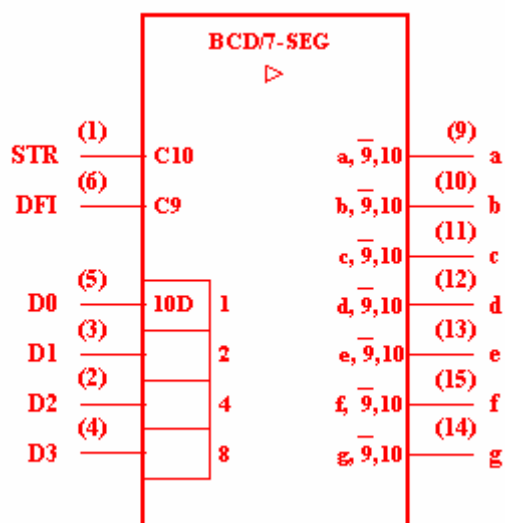 BCD/7-SEG
(1) (9)
STR C10 a, 9̅,10 a
(6) (10)
DFI C9 b, 9̅,10 b
(11)
c, 9̅,10 c
(5) (12)
D0 10D 1 d, 9̅,10 d
(3) (13)
D1 2 e, 9̅,10 e
(2) (15)
D2 4 f, 9̅,10 f
(4) (14)
D3 8 g, 9̅,10 g